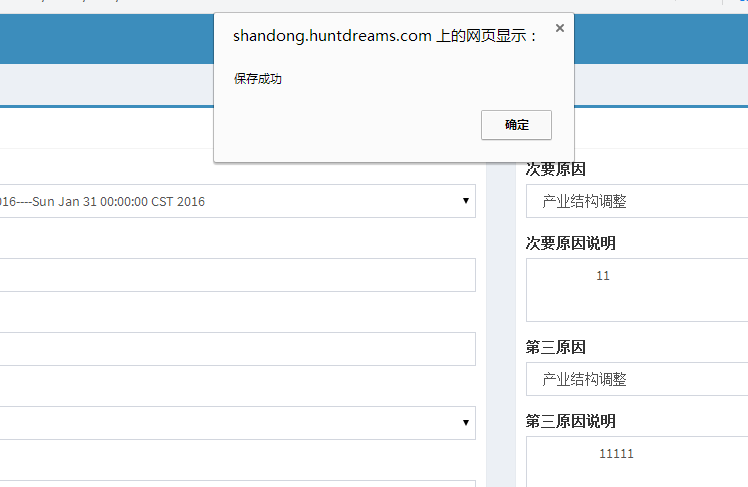 shandong.huntdreams.com 上的网页显示：
保存成功
确定
016----Sun Jan 31 00:00:00 CST 2016
次要原因
产业结构调整
次要原因说明
11
第三原因
产业结构调整
第三原因说明
11111